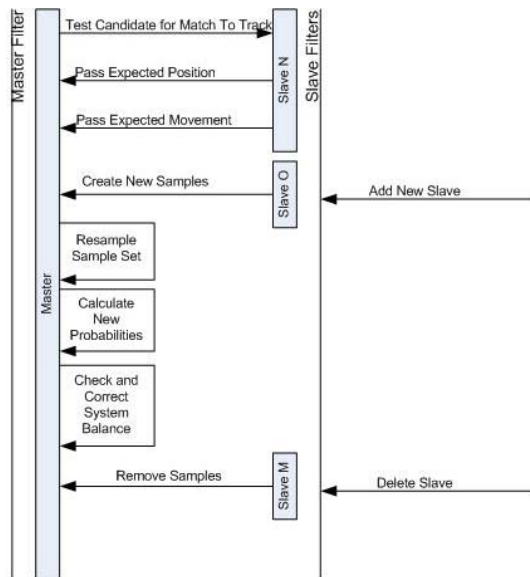 Master Filter
Master
Test Candidate for Match To Track
Pass Expected Position
Pass Expected Movement
Slave N
Slave Filters
Create New Samples
Slave O
Add New Slave
Resample
Sample Set
Calculate
New
Probabilities
Check and
Correct
System
Balance
Remove Samples
Slave M
Delete Slave